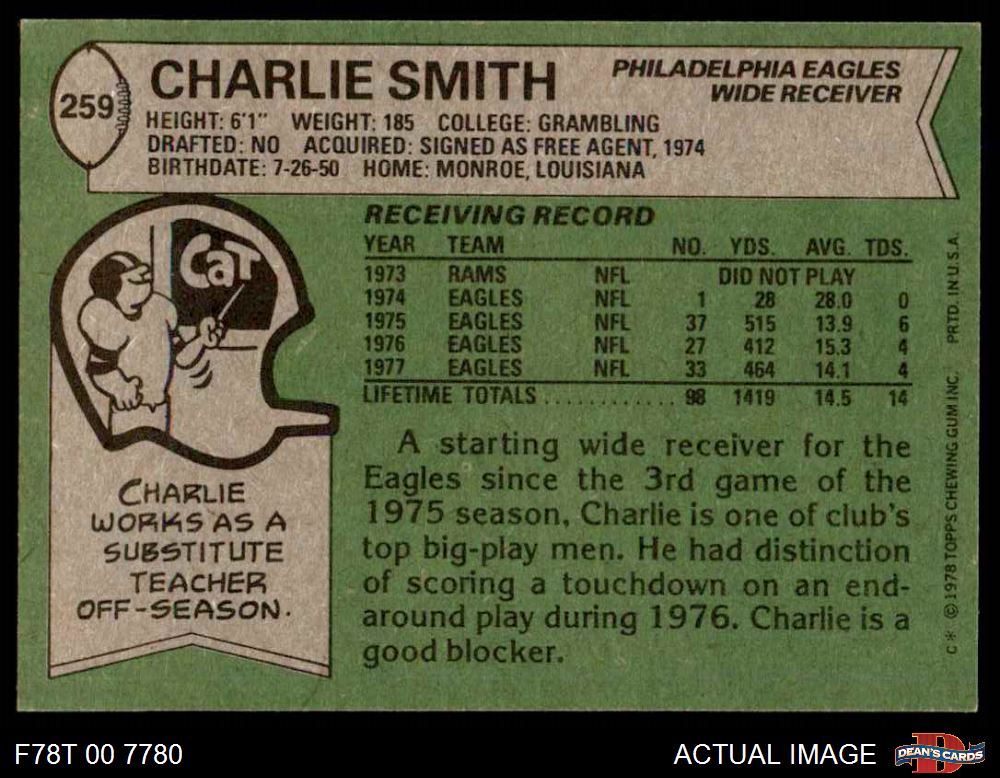 259
CHARLIE SMITH
PHILADELPHIA EAGLES
WIDE RECEIVER
HEIGHT: 6'1" WEIGHT: 185 COLLEGE: GRAMBLING
DRAFTED: NO ACQUIRED: SIGNED AS FREE AGENT, 1974
BIRTHDATE: 7-26-50 HOME: MONROE, LOUISIANA
CaT
CHARLIE
WORKS AS A
SUBSTITUTE
TEACHER
OFF-SEASON.
RECEIVING RECORD
YEAR TEAM NO. YDS. AVG. TDS.
1973 RAMS NFL DID NOT PLAY
1974 EAGLES NFL 1 28 28.0 0
1975 EAGLES NFL 37 515 13.9 6
1976 EAGLES NFL 27 412 15.3 4
1977 EAGLES NFL 33 464 14.1 4
LIFETIME TOTALS............ 98 1419 14.5 14
A starting wide receiver for the
Eagles since the 3rd game of the
1975 season, Charlie is one of club's
top big-play men. He had distinction
of scoring a touchdown on an end-
around play during 1976. Charlie is a
good blocker.
C* © 1978 TOPPS CHEWING GUM INC. PRTD. IN U.S.A.
F78T 00 7780
ACTUAL IMAGE
D
DEAN'S CARDS